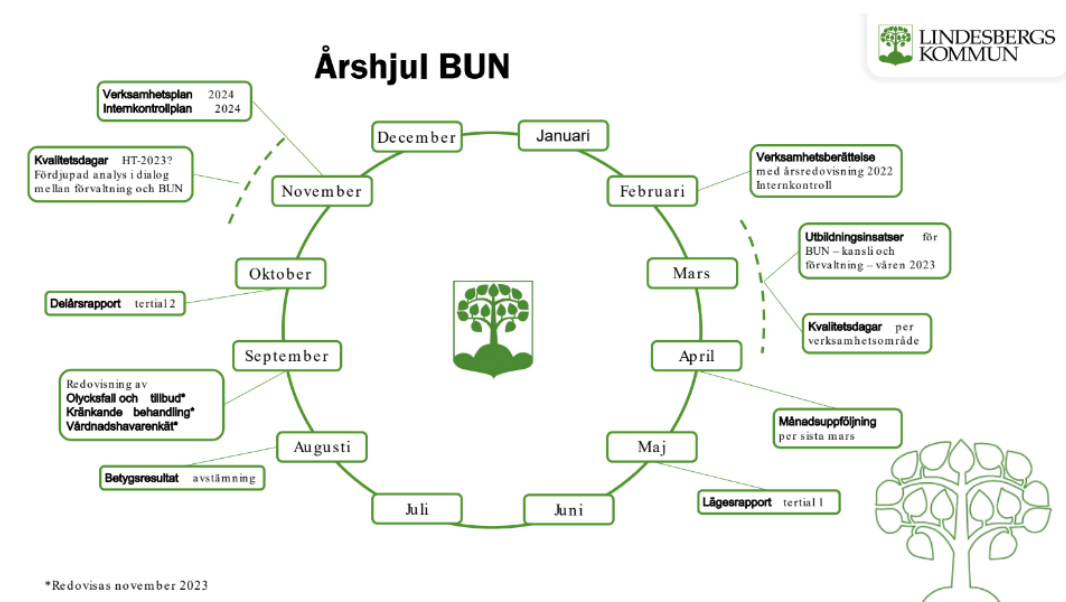 LINDESBERGS
KOMMUN
Årshjul BUN
Verksamhetsplan 2024
Internkontrollplan 2024
Kvalitetsdagar HT-2023?
Fördjupad analys i dialog
mellan förvaltning och BUN
December
Januari
November
Februari
Verksamhetsberättelse
med årsredovisning 2022
Internkontroll
Utbildningsinsatser för
BUN – kansli och
förvaltning – våren 2023
Oktober
Mars
Delårsrapport tertial 2
Kvalitetsdagar per
verksamhetsområde
September
April
Redovisning av
Olycksfall och tillbud*
Kränkande behandling*
Vårdnadshavarenkät*
Månadsuppföljning
per sista mars
Augusti
Maj
Betygsresultat avstämning
Lägesrapport tertial 1
Juli
Juni
*Redovisas november 2023